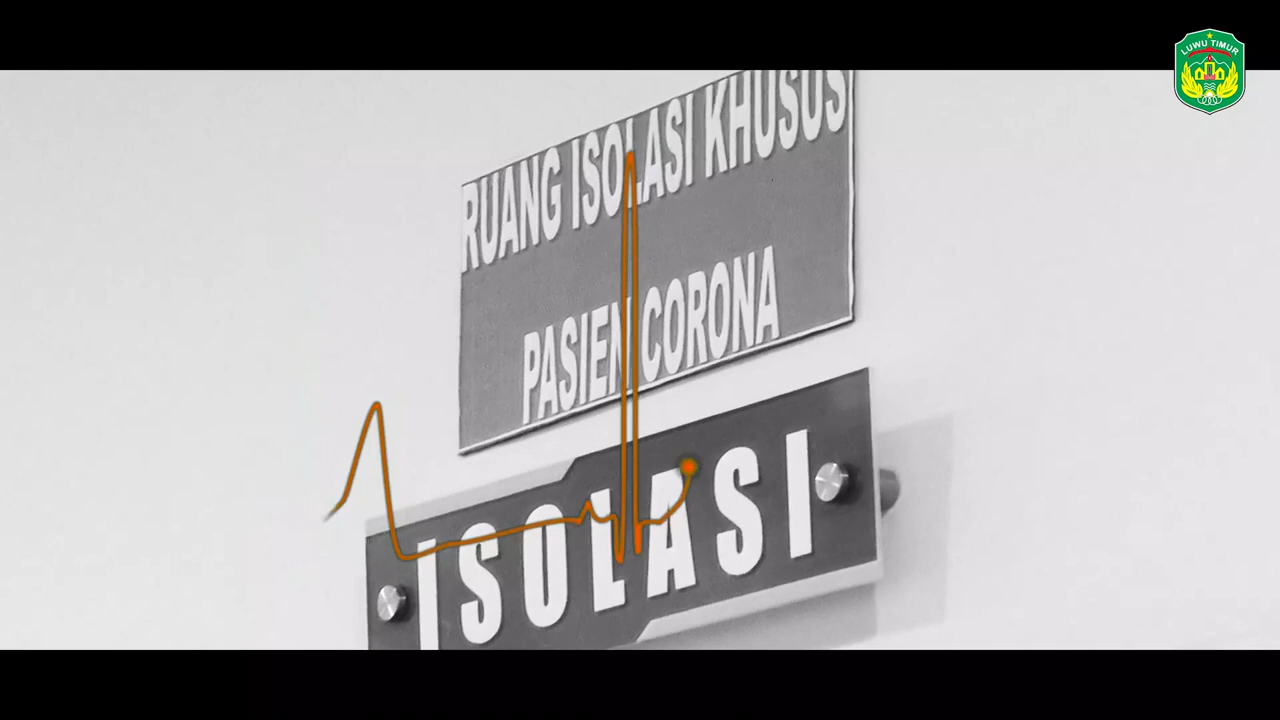 LUWU TIMUR
RUANG ISOLASI KHUSUS
PASIEN CORONA
ISOLASI